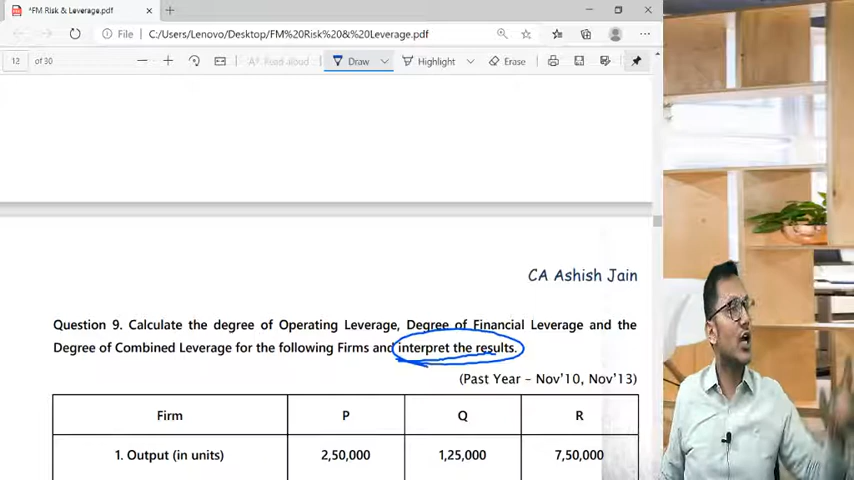 *FM Risk & Leverage.pdf
File
C:/Users/Lenovo/Desktop/FM%20Risk%20&%20Leverage.pdf
12 of 30
Read aloud
Draw
Highlight
Erase
CA Ashish Jain
Question 9. Calculate the degree of Operating Leverage, Degree of Financial Leverage and the
Degree of Combined Leverage for the following Firms and interpret the results.
(Past Year – Nov'10, Nov'13)
Firm P Q R
1. Output (in units) 2,50,000 1,25,000 7,50,000